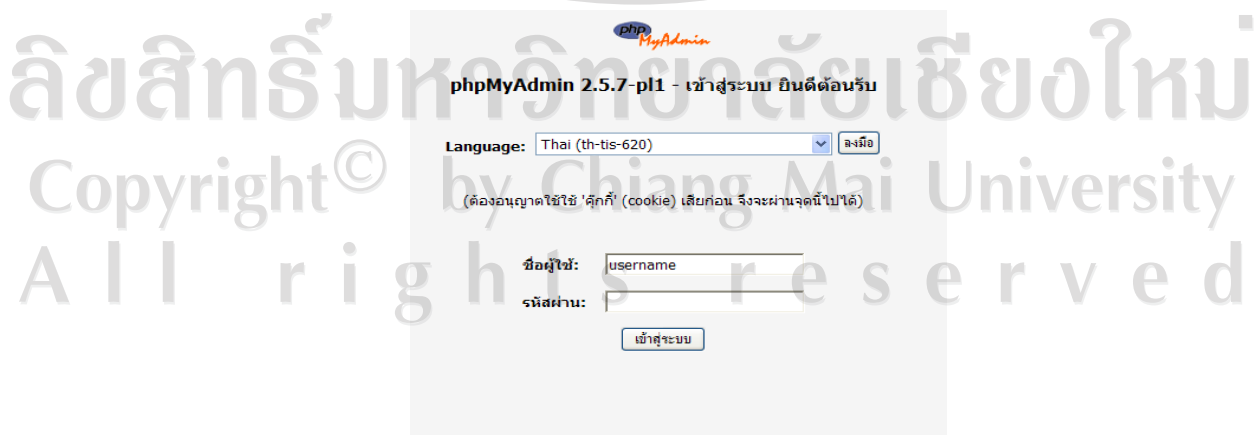 php
MyAdmin
phpMyAdmin 2.5.7-pl1 - เข้าสู่ระบบ ยินดีต้อนรับ
Language: Thai (th-tis-620) ลงมือ
(ต้องอนุญาตใช้ใช้ 'คุ๊กกี้' (cookie) เสียก่อน จึงจะผ่านจุดนี้ไปได้)
ชื่อผู้ใช้: username
รหัสผ่าน:
เข้าสู่ระบบ
ลิขสิทธิ์มหาวิทยาลัยเชียงใหม่
Copyright© by Chiang Mai University
All rights reserved